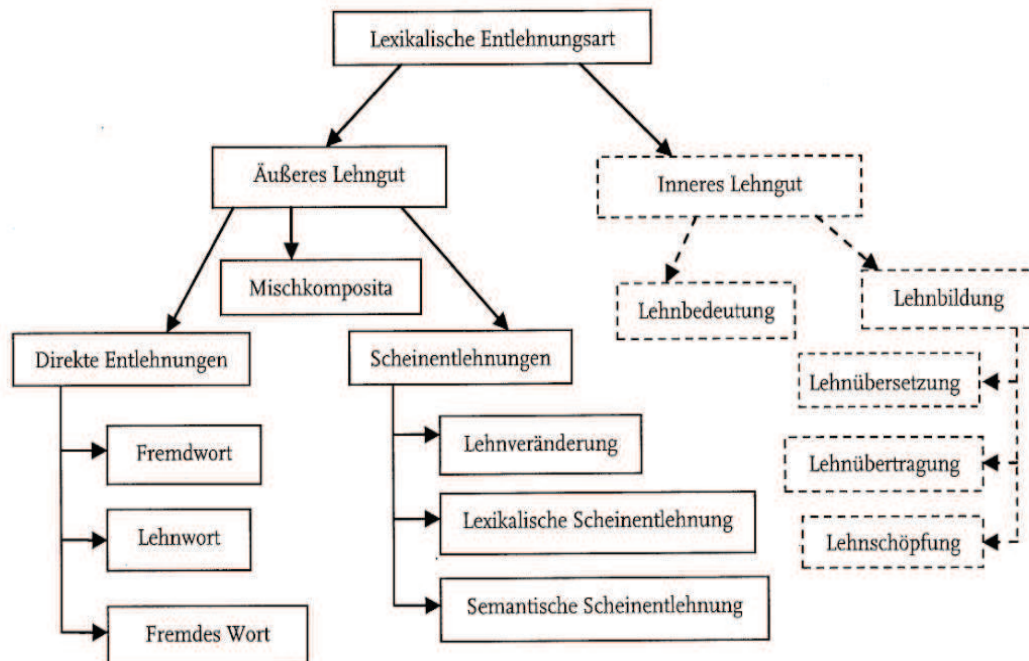 Lexikalische Entlehnungsart
Äußeres Lehngut
Inneres Lehngut
Mischkomposita
Lehnbedeutung
Lehnbildung
Direkte Entlehnungen
Scheinentlehnungen
Lehnübersetzung
Fremdwort
Lehnveränderung
Lehnübertragung
Lehnwort
Lexikalische Scheinentlehnung
Lehnschöpfung
Fremdes Wort
Semantische Scheinentlehnung